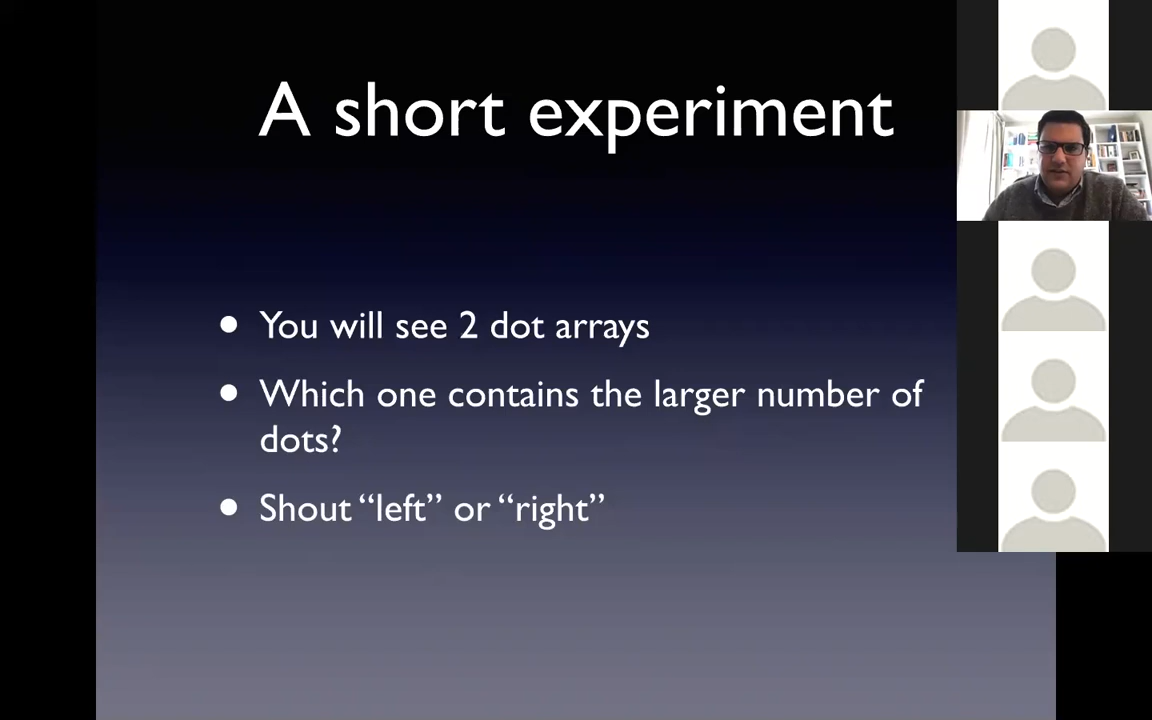 A short experiment
• You will see 2 dot arrays
• Which one contains the larger number of
dots?
• Shout “left” or “right”